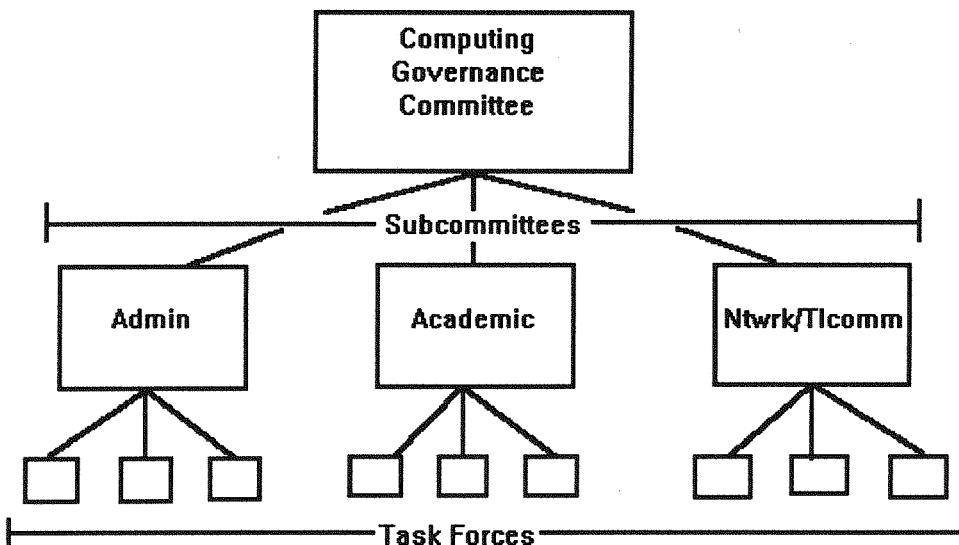 Computing
Governance
Committee
Subcommittees
Admin
Academic
Ntwrk/Tlcomm
Task Forces